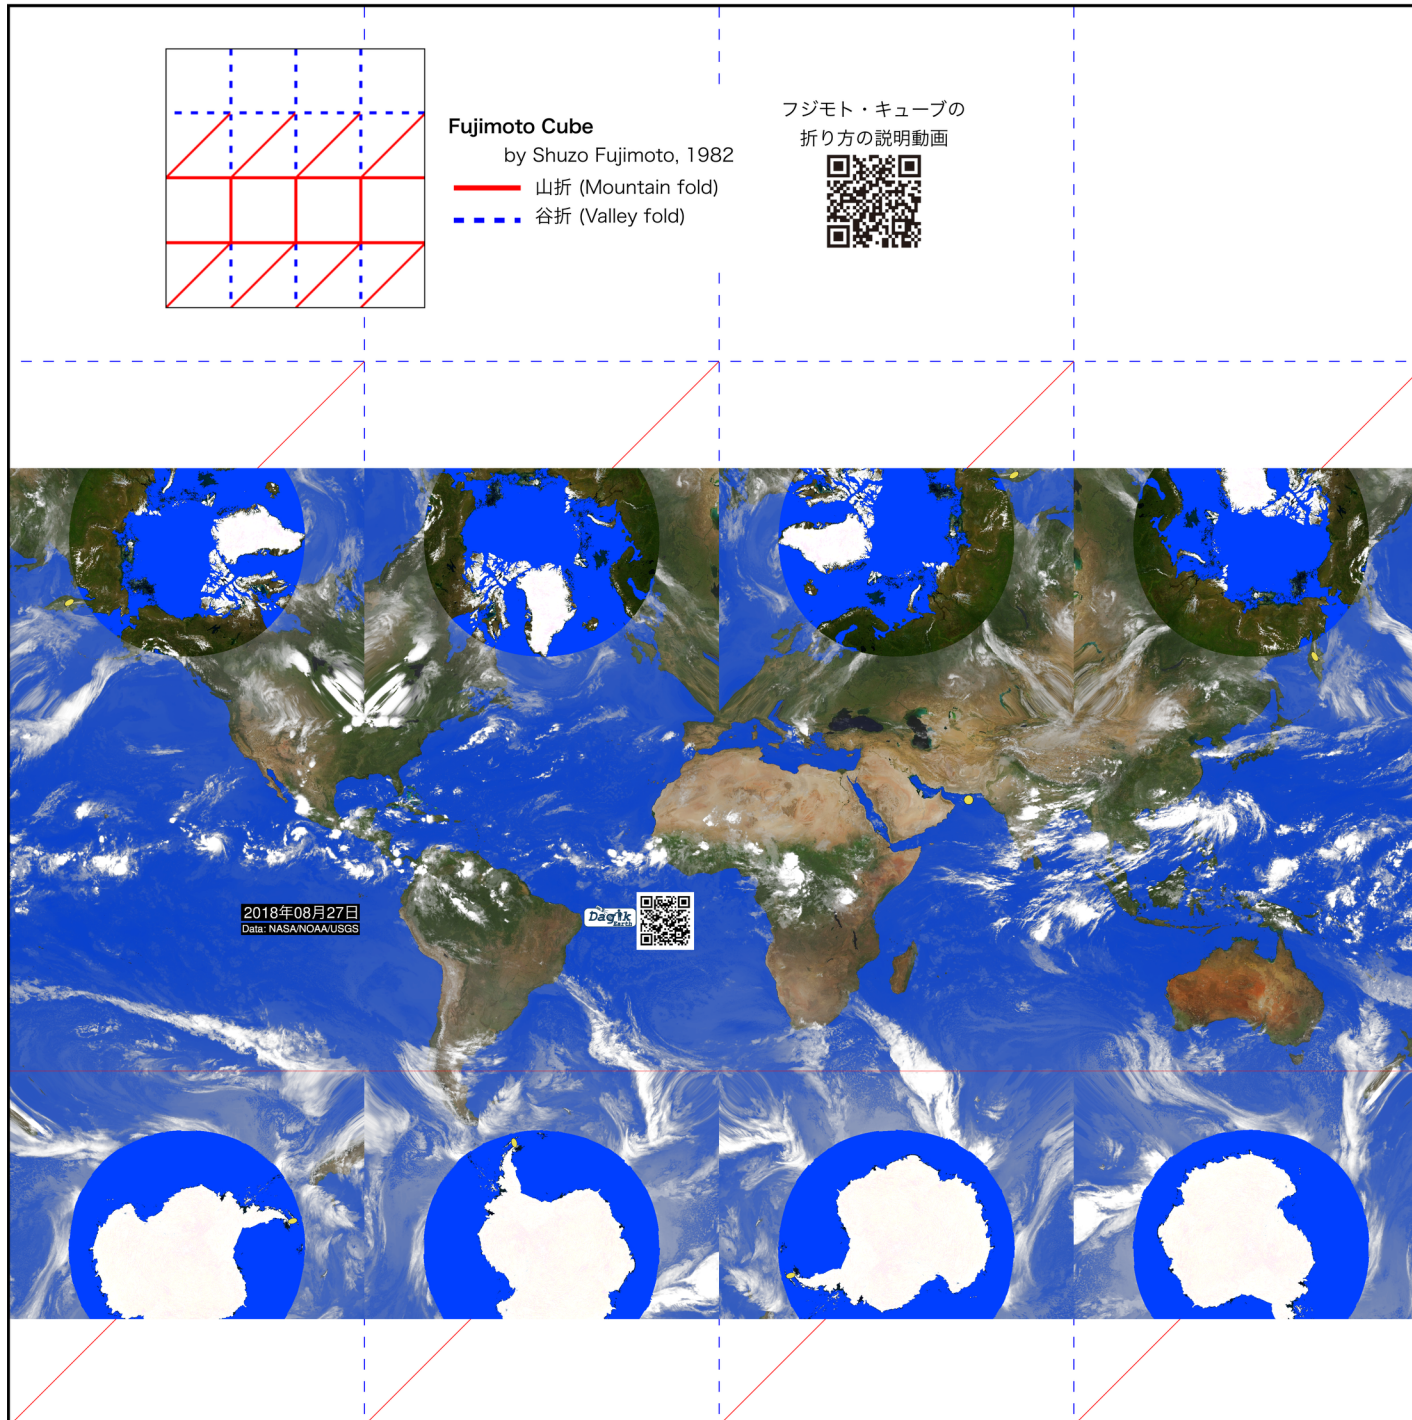 フジモト・キューブの
折り方の説明動画
Fujimoto Cube
by Shuzo Fujimoto, 1982
山折 (Mountain fold)
谷折 (Valley fold)
2018年08月27日
Data: NASA/NOAA/USGS
Dagik
Earth